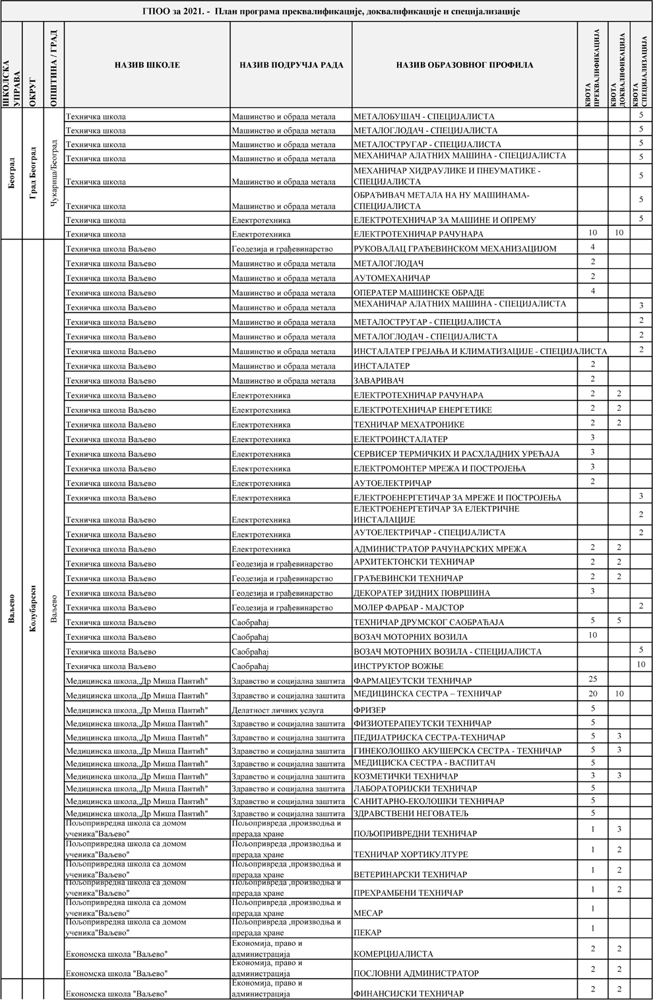 ГПОО за 2021. - План програма преквалификације, доквалификације и специјализације
ШКОЛСКА УПРАВА ОКРУГ ОПШТИНА / ГРАД НАЗИВ ШКОЛЕ НАЗИВ ПОДРУЧЈА РАДА НАЗИВ ОБРАЗОВНОГ ПРОФИЛА КВОТА ПРЕКВАЛИФИКАЦИЈА КВОТА ДОКВАЛИФИКАЦИЈА КВОТА СПЕЦИЈАЛИЗАЦИЈА
Београд Град Београд Чукарица/Београд
Техничка школа Машинство и обрада метала МЕТАЛОБУШАЧ - СПЕЦИЈАЛИСТА 5
Техничка школа Машинство и обрада метала МЕТАЛОГЛОДАЧ - СПЕЦИЈАЛИСТА 5
Техничка школа Машинство и обрада метала МЕТАЛОСТРУГАР - СПЕЦИЈАЛИСТА 5
Техничка школа Машинство и обрада метала МЕХАНИЧАР АЛАТНИХ МАШИНА - СПЕЦИЈАЛИСТА 5
МЕХАНИЧАР ХИДРАУЛИКЕ И ПНЕУМАТИКЕ -
Техничка школа Машинство и обрада метала СПЕЦИЈАЛИСТА 5
ОБРАЂИВАЧ МЕТАЛА НА НУ МАШИНАМА-
Техничка школа Машинство и обрада метала СПЕЦИЈАЛИСТА 5
Техничка школа Електротехника ЕЛЕКТРОТЕХНИЧАР ЗА МАШИНЕ И ОПРЕМУ 5
Техничка школа Електротехника ЕЛЕКТРОТЕХНИЧАР РАЧУНАРА 10 10
Ваљево Колубарски Ваљево
Техничка школа Ваљево Геодезија и грађевинарство РУКОВАЛАЦ ГРАЂЕВИНСКОМ МЕХАНИЗАЦИЈОМ 4
Техничка школа Ваљево Машинство и обрада метала МЕТАЛОГЛОДАЧ 2
Техничка школа Ваљево Машинство и обрада метала АУТОМЕХАНИЧАР 2
Техничка школа Ваљево Машинство и обрада метала ОПЕРАТЕР МАШИНСКЕ ОБРАДЕ 4
Техничка школа Ваљево Машинство и обрада метала МЕХАНИЧАР АЛАТНИХ МАШИНА - СПЕЦИЈАЛИСТА 3
Техничка школа Ваљево Машинство и обрада метала МЕТАЛОСТРУГАР - СПЕЦИЈАЛИСТА 2
Техничка школа Ваљево Машинство и обрада метала МЕТАЛОГЛОДАЧ - СПЕЦИЈАЛИСТА 2
Техничка школа Ваљево Машинство и обрада метала ИНСТАЛАТЕР ГРЕЈАЊА И КЛИМАТИЗАЦИЈЕ - СПЕЦИЈАЛИСТА 2
Техничка школа Ваљево Машинство и обрада метала ИНСТАЛАТЕР 2
Техничка школа Ваљево Машинство и обрада метала ЗАВАРИВАЧ 2
Техничка школа Ваљево Електротехника ЕЛЕКТРОТЕХНИЧАР РАЧУНАРА 2 2
Техничка школа Ваљево Електротехника ЕЛЕКТРОТЕХНИЧАР ЕНЕРГЕТИКЕ 2 2
Техничка школа Ваљево Електротехника ТЕХНИЧАР МЕХАТРОНИКЕ 2 2
Техничка школа Ваљево Електротехника ЕЛЕКТРОИНСТАЛАТЕР 3
Техничка школа Ваљево Електротехника СЕРВИСЕР ТЕРМИЧКИХ И РАСХЛАДНИХ УРЕЂАЈА 3
Техничка школа Ваљево Електротехника ЕЛЕКТРОМОНТЕР МРЕЖА И ПОСТРОЈЕЊА 3
Техничка школа Ваљево Електротехника АУТОЕЛЕКТРИЧАР 2
Техничка школа Ваљево Електротехника ЕЛЕКТРОЕНЕРГЕТИЧАР ЗА МРЕЖЕ И ПОСТРОЈЕЊА 3
ЕЛЕКТРОЕНЕРГЕТИЧАР ЗА ЕЛЕКТРИЧНЕ
Техничка школа Ваљево Електротехника ИНСТАЛАЦИЈЕ 2
Техничка школа Ваљево Електротехника АУТОЕЛЕКТРИЧАР - СПЕЦИЈАЛИСТА 2
Техничка школа Ваљево Електротехника АДМИНИСТРАТОР РАЧУНАРСКИХ МРЕЖА 2 2
Техничка школа Ваљево Геодезија и грађевинарство АРХИТЕКТОНСКИ ТЕХНИЧАР 2 2
Техничка школа Ваљево Геодезија и грађевинарство ГРАЂЕВИНСКИ ТЕХНИЧАР 2 2
Техничка школа Ваљево Геодезија и грађевинарство ДЕКОРАТЕР ЗИДНИХ ПОВРШИНА 3
Техничка школа Ваљево Геодезија и грађевинарство МОЛЕР ФАРБАР - МАЈСТОР 2
Техничка школа Ваљево Саобраћај ТЕХНИЧАР ДРУМСКОГ САОБРАЋАЈА 5 5
Техничка школа Ваљево Саобраћај ВОЗАЧ МОТОРНИХ ВОЗИЛА 10
Техничка школа Ваљево Саобраћај ВОЗАЧ МОТОРНИХ ВОЗИЛА - СПЕЦИЈАЛИСТА 5
Техничка школа Ваљево Саобраћај ИНСТРУКТОР ВОЖЊЕ 10
Медицинска школа,,Др Миша Пантић" Здравство и социјална заштита ФАРМАЦЕУТСКИ ТЕХНИЧАР 25
Медицинска школа,,Др Миша Пантић" Здравство и социјална заштита МЕДИЦИНСКА СЕСТРА – ТЕХНИЧАР 20 10
Медицинска школа,,Др Миша Пантић" Делатност личних услуга ФРИЗЕР 5
Медицинска школа,,Др Миша Пантић" Здравство и социјална заштита ФИЗИОТЕРАПЕУТСКИ ТЕХНИЧАР 5
Медицинска школа,,Др Миша Пантић" Здравство и социјална заштита ПЕДИЈАТРИЈСКА СЕСТРА-ТЕХНИЧАР 5 3
Медицинска школа,,Др Миша Пантић" Здравство и социјална заштита ГИНЕКОЛОШКО АКУШЕРСКА СЕСТРА - ТЕХНИЧАР 5 3
Медицинска школа,,Др Миша Пантић" Здравство и социјална заштита МЕДИЦИСКА СЕСТРА - ВАСПИТАЧ 5
Медицинска школа,,Др Миша Пантић" Здравство и социјална заштита КОЗМЕТИЧКИ ТЕХНИЧАР 3 3
Медицинска школа,,Др Миша Пантић" Здравство и социјална заштита ЛАБОРАТОРИЈСКИ ТЕХНИЧАР 5
Медицинска школа,,Др Миша Пантић" Здравство и социјална заштита САНИТАРНО-ЕКОЛОШКИ ТЕХНИЧАР 5
Медицинска школа,,Др Миша Пантић" Здравство и социјална заштита ЗДРАВСТВЕНИ НЕГОВАТЕЉ 5
Пољопривредна школа са домом Пољопривреда ,производња и
ученика"Ваљево" прерада хране ПОЉОПРИВРЕДНИ ТЕХНИЧАР 1 3
Пољопривредна школа са домом Пољопривреда ,производња и
ученика"Ваљево" прерада хране ТЕХНИЧАР ХОРТИКУЛТУРЕ 1 2
Пољопривредна школа са домом Пољопривреда ,производња и
ученика"Ваљево" прерада хране ВЕТЕРИНАРСКИ ТЕХНИЧАР 1 2
Пољопривредна школа са домом Пољопривреда ,производња и
ученика"Ваљево" прерада хране ПРЕХРАМБЕНИ ТЕХНИЧАР 1 2
Пољопривредна школа са домом Пољопривреда ,производња и
ученика"Ваљево" прерада хране МЕСАР 1
Пољопривредна школа са домом Пољопривреда ,производња и
ученика"Ваљево" прерада хране ПЕКАР 1
Економија, право и
Економска школа "Ваљево" администрација КОМЕРЦИЈАЛИСТА 2 2
Економија, право и
Економска школа "Ваљево" администрација ПОСЛОВНИ АДМИНИСТРАТОР 2 2
Економија, право и
Економска школа "Ваљево" администрација ФИНАНСИЈСКИ ТЕХНИЧАР 2 2